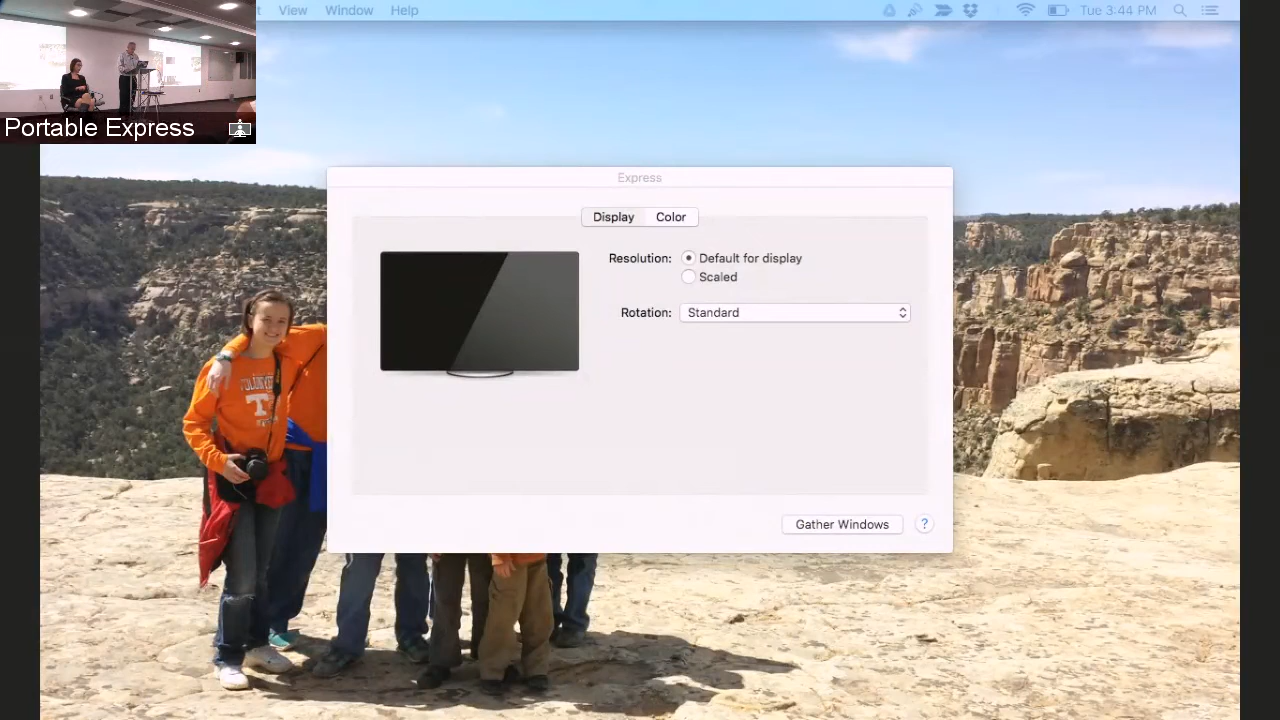 View Window Help Tue 3:44 PM
Portable Express
Express
Display Color
Resolution: Default for display
Scaled
Rotation: Standard
T
Gather Windows ?